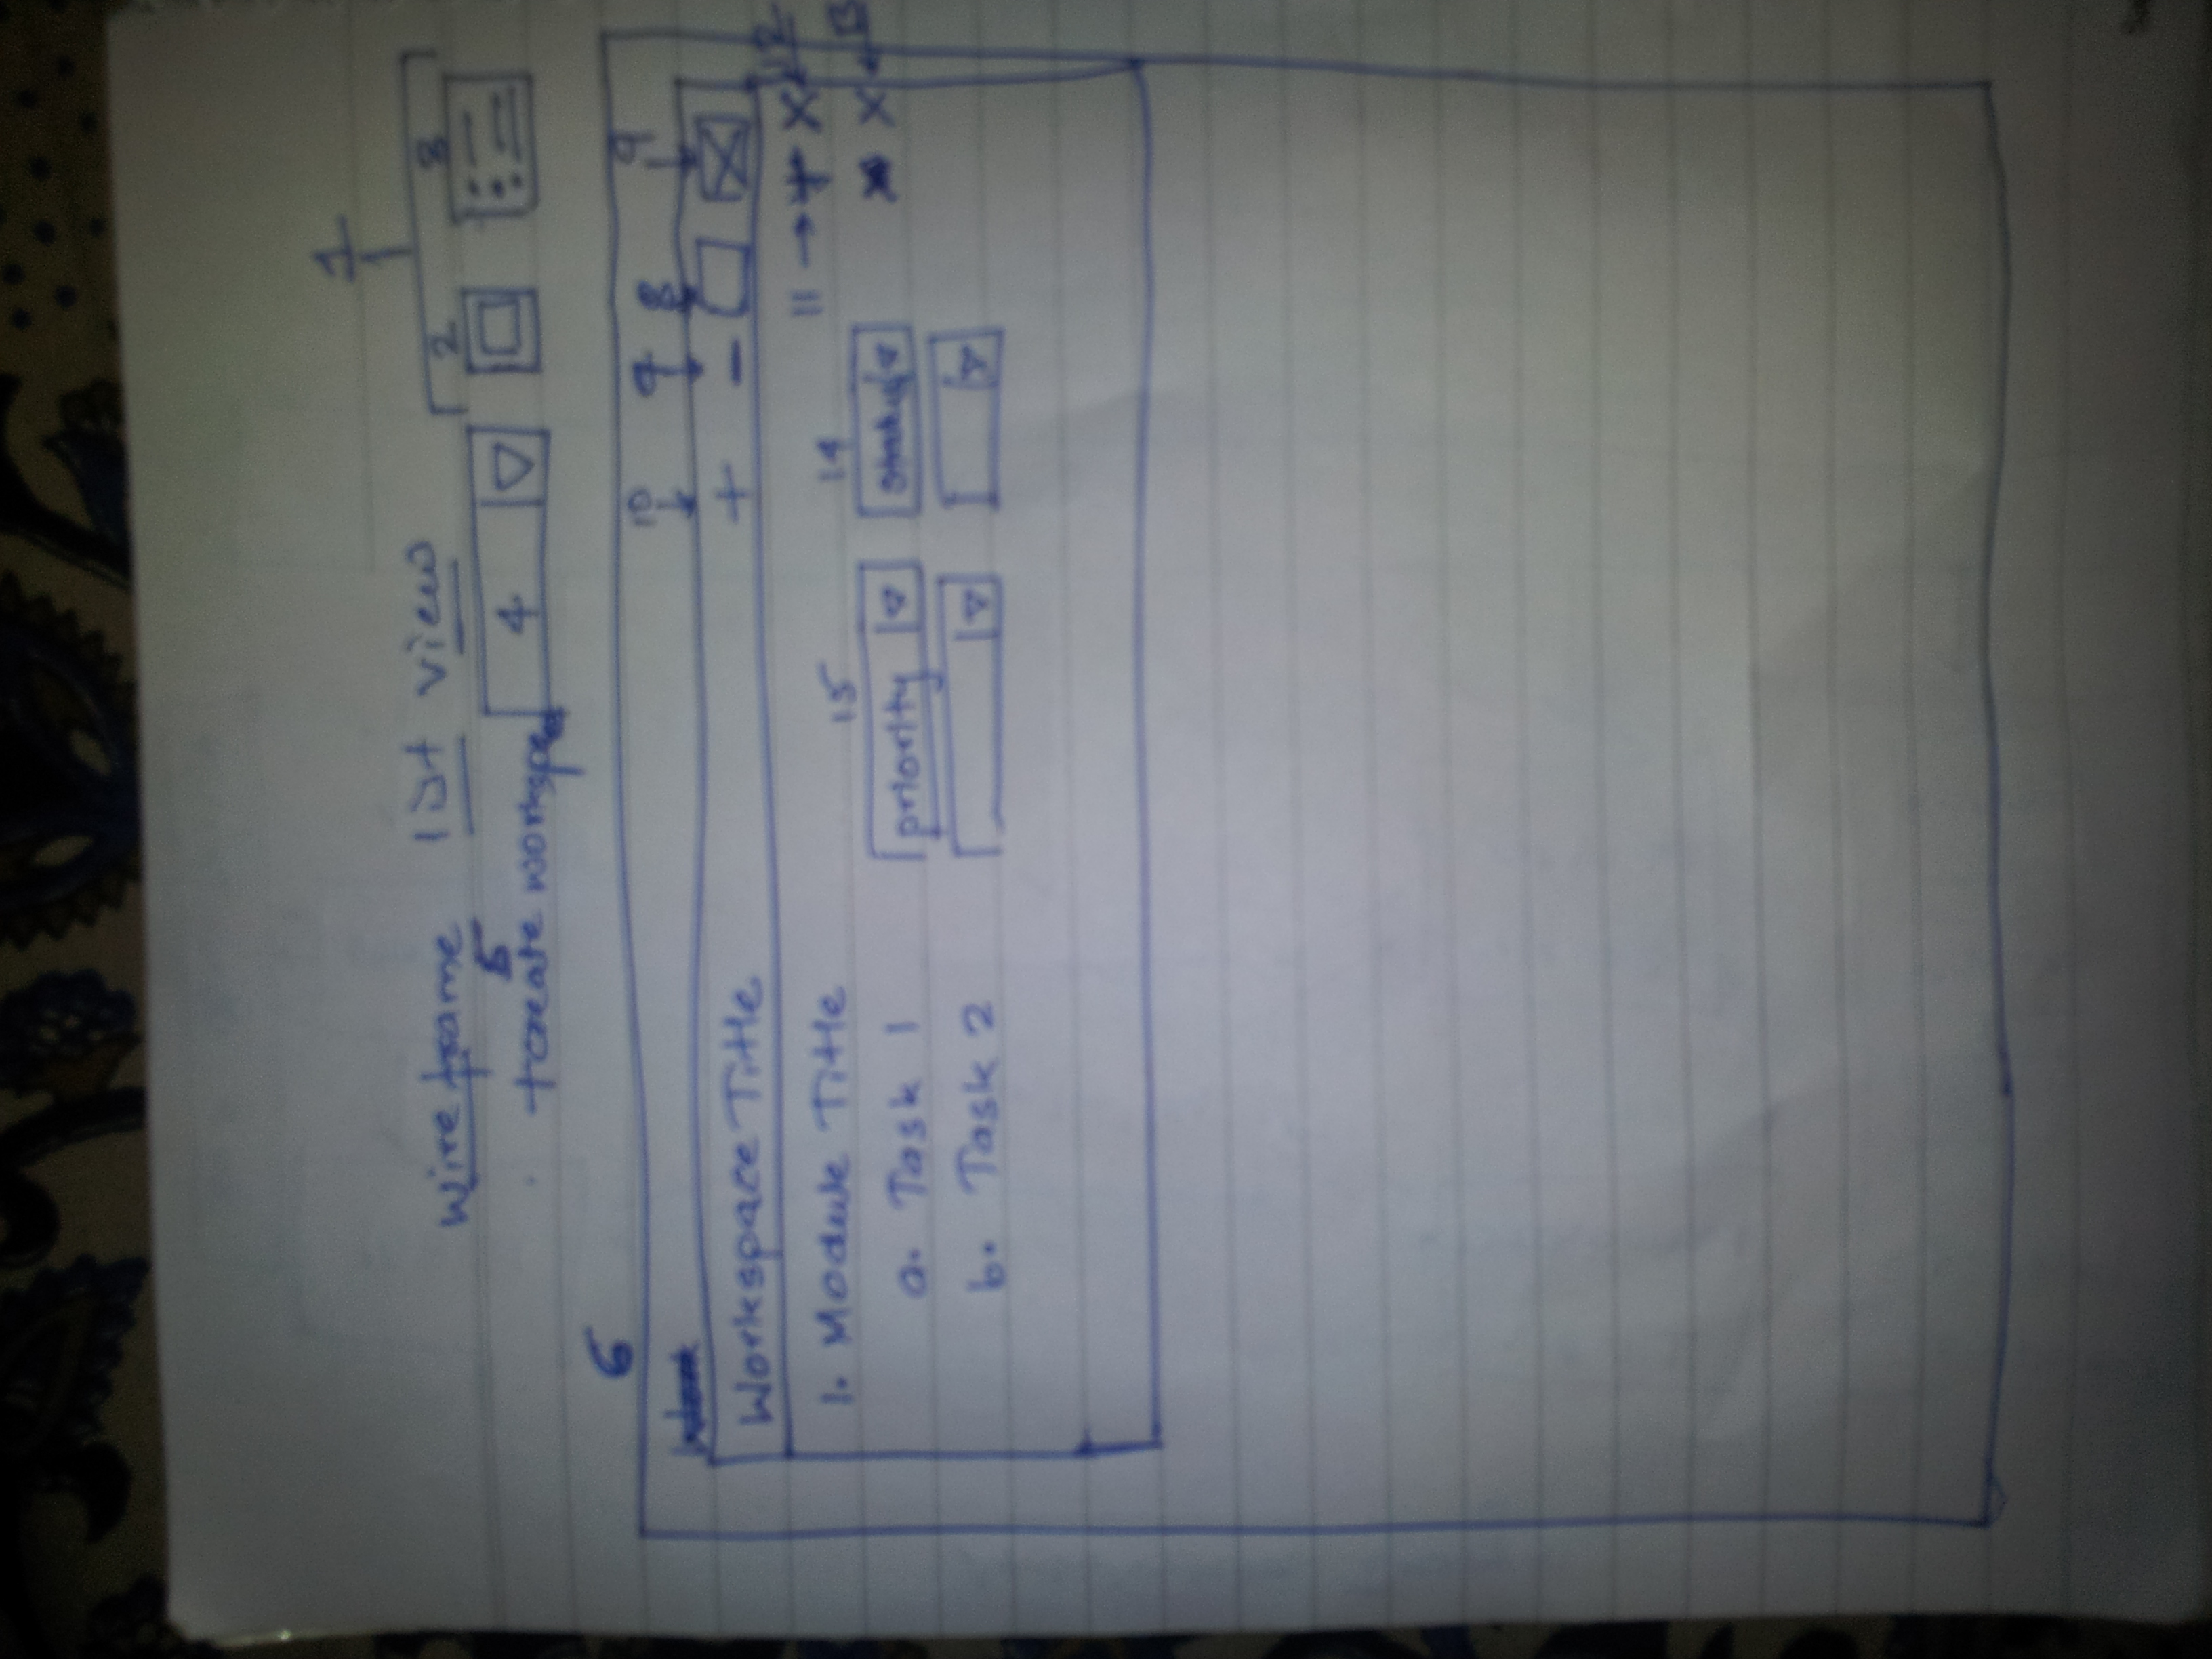 1
Wire frame list view
2 3
5
+create workspace 4
6
10 9 8 9
Workspace Title + -
11 → + x ← 12
1. Module Title
15 14
a. Task 1 priority status x ← 13
b. Task 2